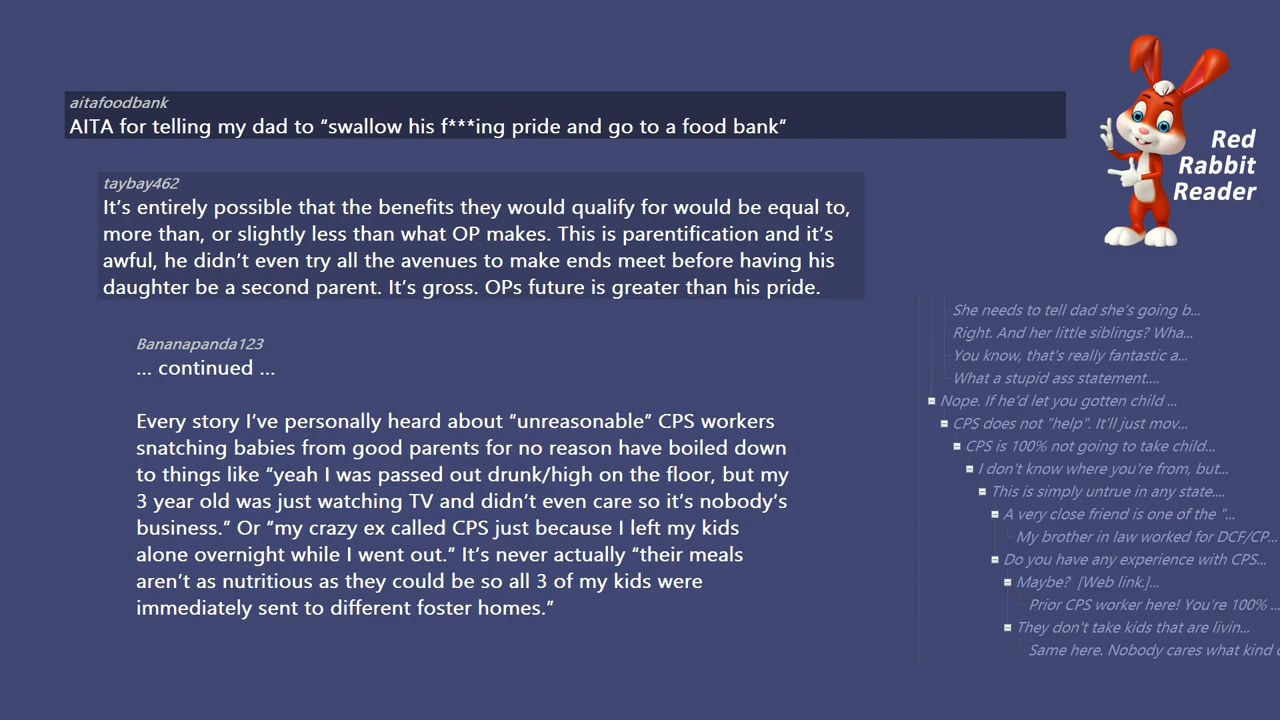 aitafoodbank
AITA for telling my dad to “swallow his f***ing pride and go to a food bank”
Red
Rabbit
Reader
taybay462
It’s entirely possible that the benefits they would qualify for would be equal to,
more than, or slightly less than what OP makes. This is parentification and it’s
awful, he didn’t even try all the avenues to make ends meet before having his
daughter be a second parent. It’s gross. OPs future is greater than his pride.
Bananapanda123
... continued ...
Every story I’ve personally heard about “unreasonable” CPS workers
snatching babies from good parents for no reason have boiled down
to things like “yeah I was passed out drunk/high on the floor, but my
3 year old was just watching TV and didn’t even care so it’s nobody’s
business.” Or “my crazy ex called CPS just because I left my kids
alone overnight while I went out.” It’s never actually “their meals
aren’t as nutritious as they could be so all 3 of my kids were
immediately sent to different foster homes.”
She needs to tell dad she's going b...
Right. And her little siblings? Wha...
You know, that's really fantastic a...
What a stupid ass statement....
Nope. If he'd let you gotten child ...
CPS does not "help". It'll just mov...
CPS is 100% not going to take child...
I don't know where you're from, but...
This is simply untrue in any state....
A very close friend is one of the "...
My brother in law worked for DCF/CP...
Do you have any experience with CPS...
Maybe? [Web link.]...
Prior CPS worker here! You're 100% ...
They don't take kids that are livin...
Same here. Nobody cares what kind